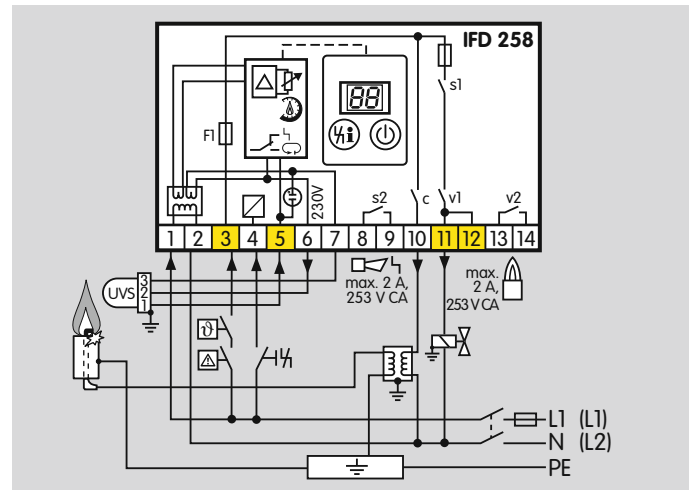 IFD 258
s1
F1
88
i
230V
s2
c
v1
v2
1 2 3 4 5 6 7 8 9 10 11 12 13 14
max. 2 A,
253 V CA
max.
2 A,
253 V CA
UVS
3
2
1
ϑ
L1 (L1)
N (L2)
PE